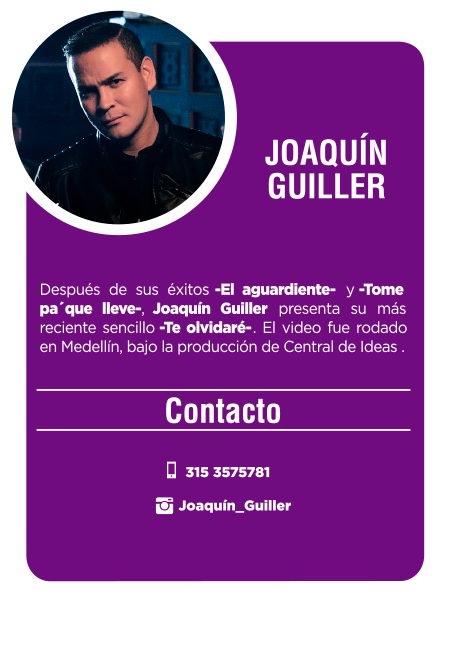 JOAQUÍN
GUILLER
Después de sus éxitos -El aguardiente- y -Tome
pa´que lleve-, Joaquín Guiller presenta su más
reciente sencillo -Te olvidaré-. El video fue rodado
en Medellín, bajo la producción de Central de Ideas .
Contacto
315 3575781
Joaquín_Guiller